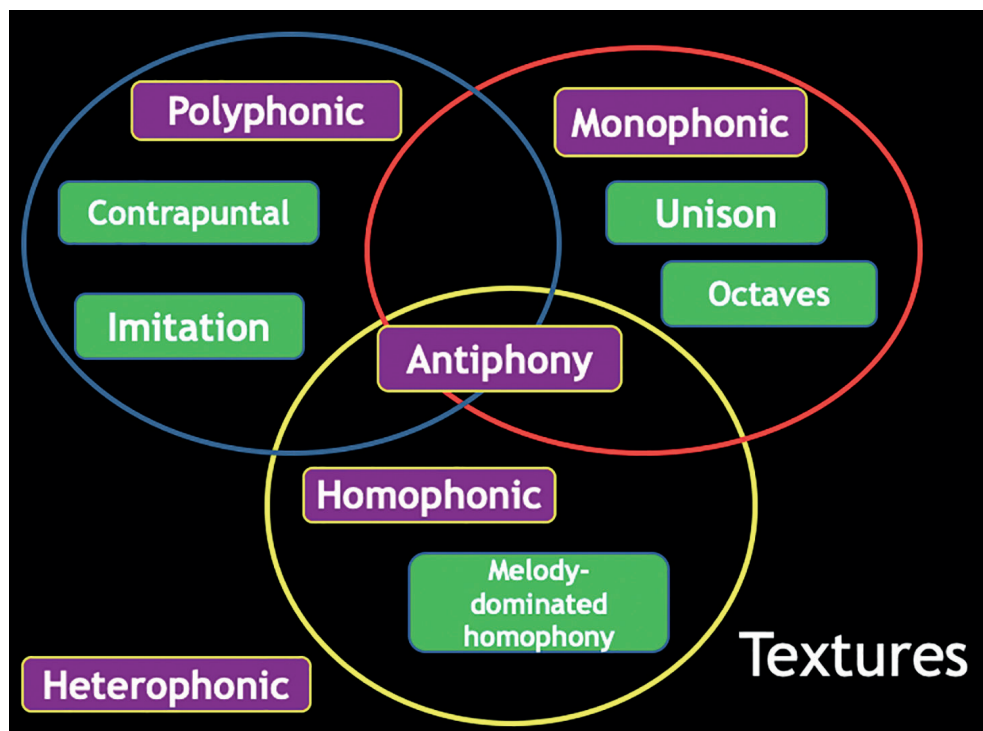 Polyphonic
Monophonic
Contrapuntal
Unison
Octaves
Imitation
Antiphony
Homophonic
Melody-
dominated
homophony
Textures
Heterophonic